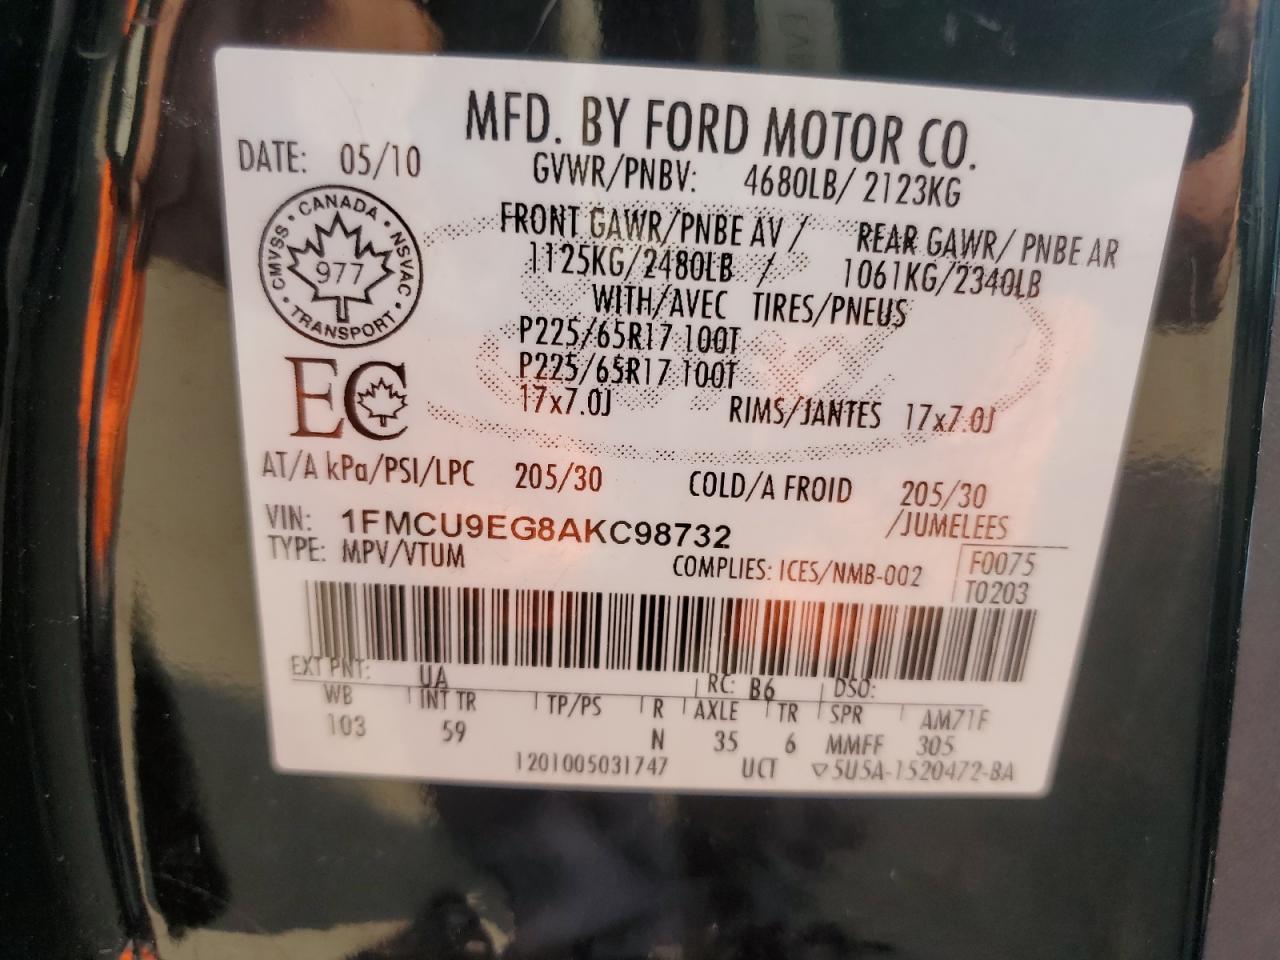 MFD. BY FORD MOTOR CO.
DATE: 05/10
GVWR/PNBV: 4680LB/ 2123KG
CANADA
CMVSS
NSVAC
977
TRANSPORT
FRONT GAWR/PNBE AV / REAR GAWR/ PNBE AR
1125KG/2480LB / 1061KG/2340LB
WITH/AVEC TIRES/PNEUS
P225/65R17 100T
P225/65R17 100T
17x7.0J RIMS/JANTES 17x7.0J
EC
AT/A kPa/PSI/LPC 205/30 COLD/A FROID 205/30
/JUMELEES
VIN: 1FMCU9EG8AKC98732
TYPE: MPV/VTUM
COMPLIES: ICES/NMB-002
F0075
T0203
EXT PNT: UA RC: B6 DSO:
WB INT TR TP/PS R AXLE TR SPR AM71F
103 59 N 35 6 MMFF 305
1201005031747 UCT ▽5U5A-1520472-BA